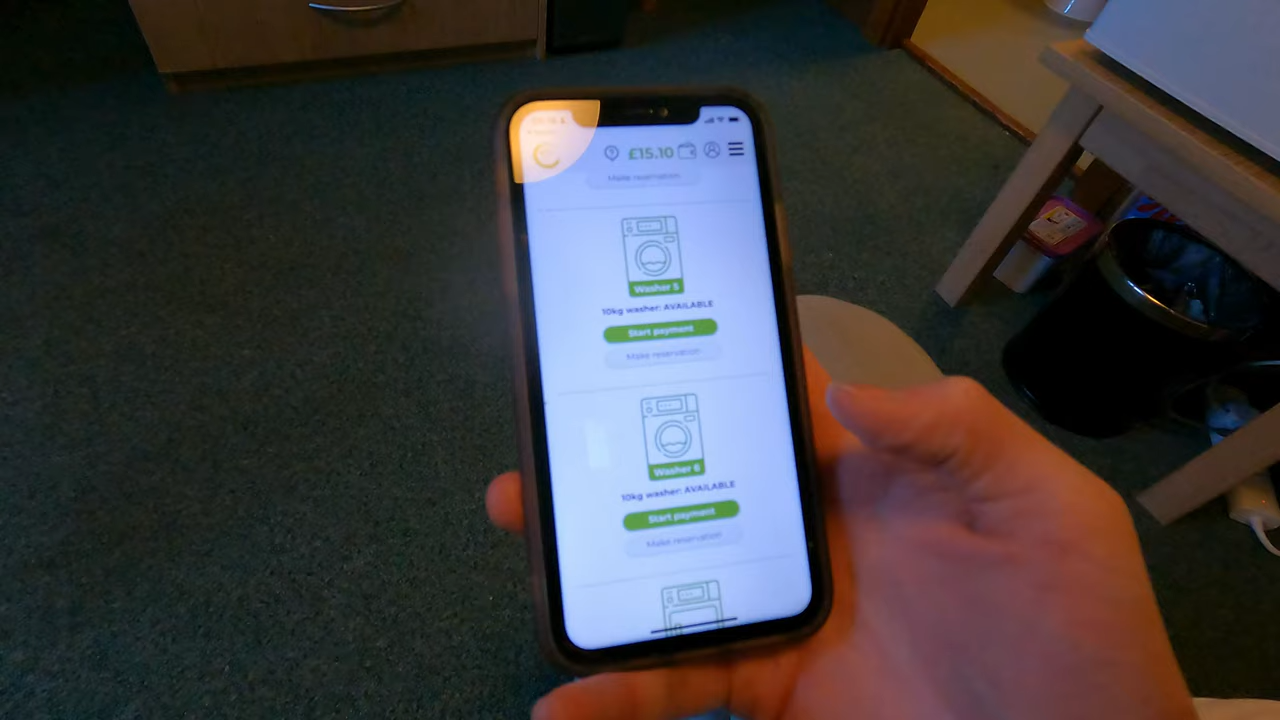 £15.10
Make reservation
Washer 5
10kg washer: AVAILABLE
Start payment
Make reservation
Washer 6
10kg washer: AVAILABLE
Start payment
Make reservation